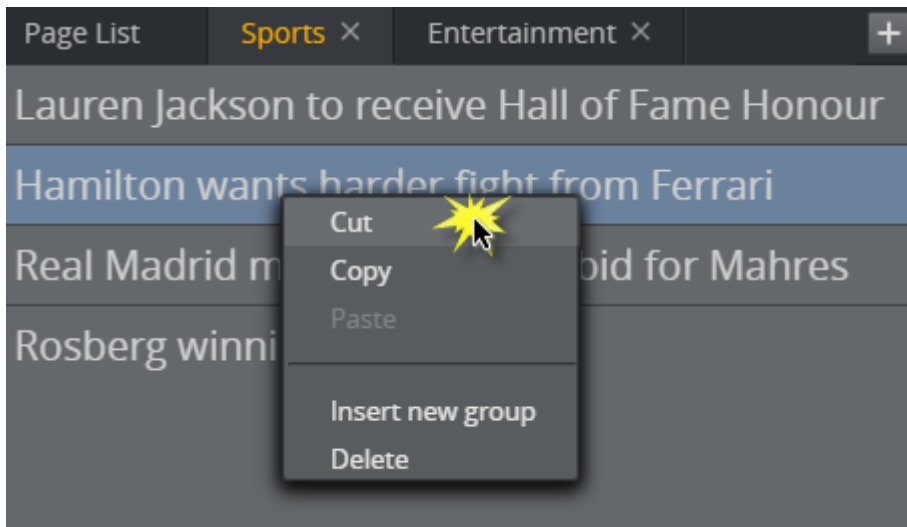 Page List Sports × Entertainment × +
Lauren Jackson to receive Hall of Fame Honour
Hamilton wants harder fight from Ferrari
Real Madrid bid for Mahres
Rosberg
Cut
Copy
Paste
Insert new group
Delete